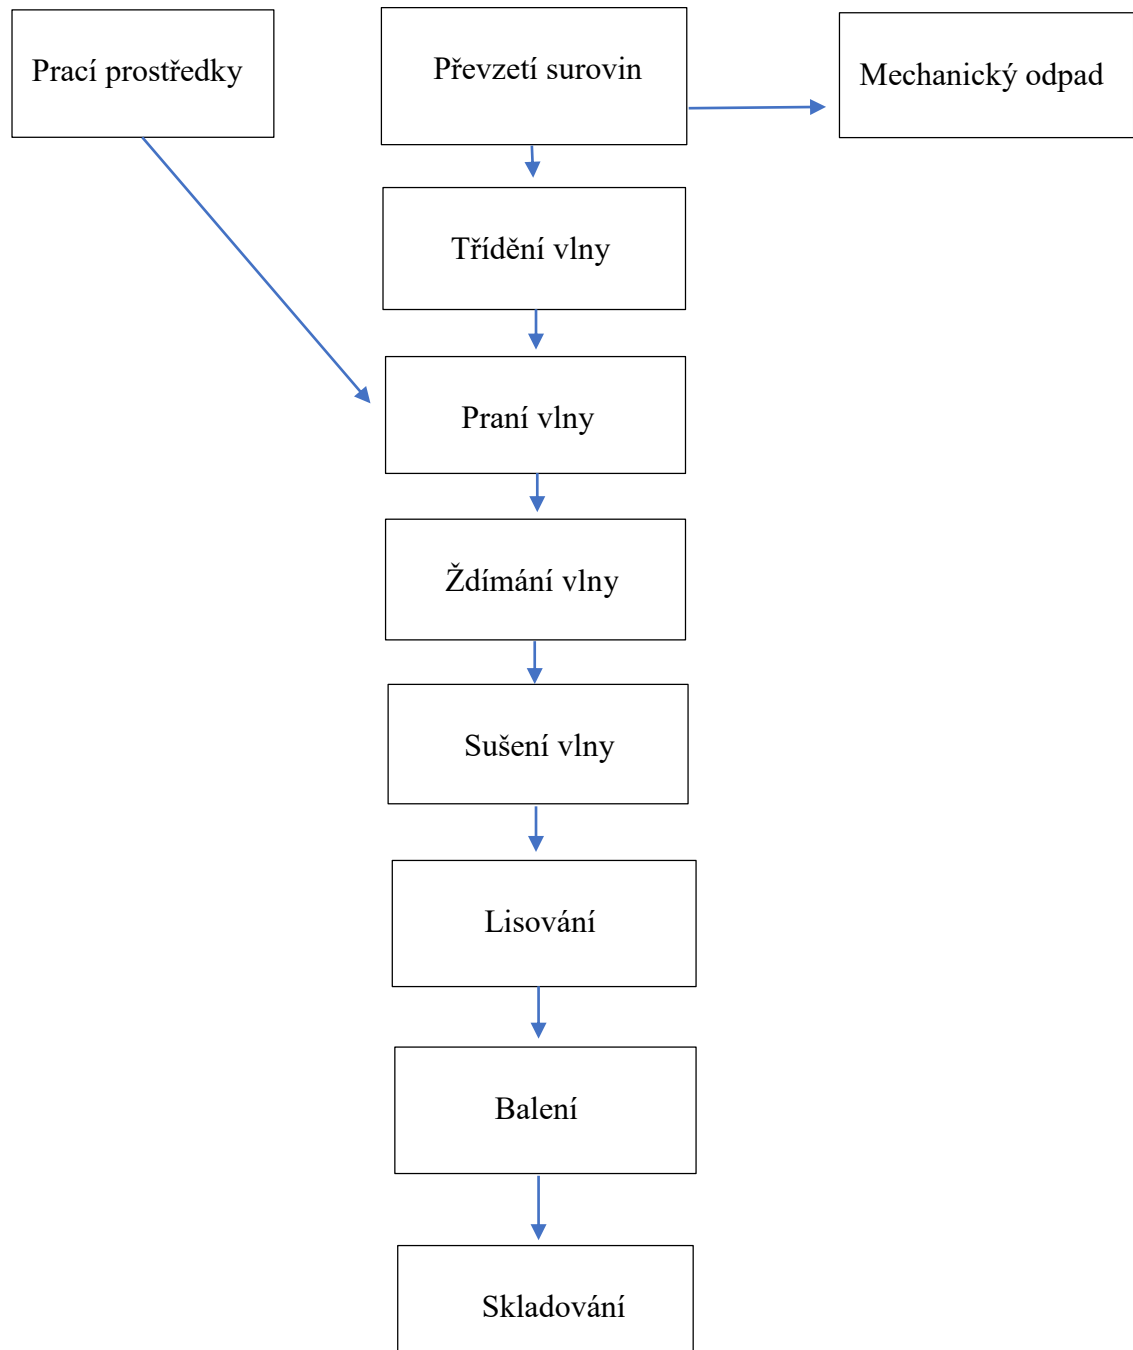 Prací prostředky
Převzetí surovin
Mechanický odpad
Třídění vlny
Praní vlny
Ždímání vlny
Sušení vlny
Lisování
Balení
Skladování